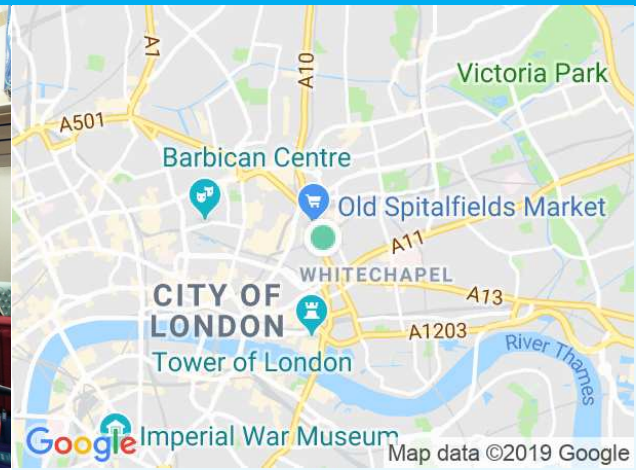 A1
A10
Victoria Park
A501
Barbican Centre
Old Spitalfields Market
A11
WHITECHAPEL
CITY OF
LONDON
A13
A1203
Tower of London
River Thames
Google
Imperial War Museum
Map data ©2019 Google